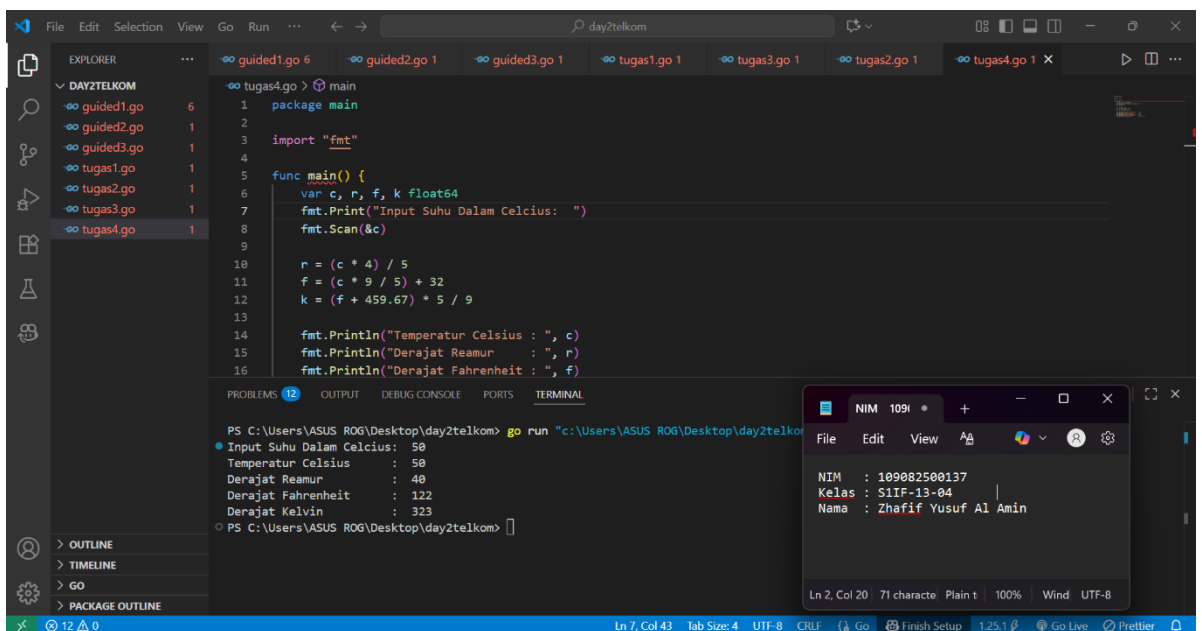 File Edit Selection View Go Run ··· day2telkom
EXPLORER ···
DAY2TELKOM
guided1.go 6
guided2.go 1
guided3.go 1
tugas1.go 1
tugas2.go 1
tugas3.go 1
tugas4.go 1
OUTLINE
TIMELINE
GO
PACKAGE OUTLINE
guided1.go 6 guided2.go 1 guided3.go 1 tugas1.go 1 tugas3.go 1 tugas2.go 1 tugas4.go 1
tugas4.go > main
1 package main
2
3 import "fmt"
4
5 func main() {
6 var c, r, f, k float64
7 fmt.Print("Input Suhu Dalam Celcius:  ")
8 fmt.Scan(&c)
9
10 r = (c * 4) / 5
11 f = (c * 9 / 5) + 32
12 k = (f + 459.67) * 5 / 9
13
14 fmt.Println("Temperatur Celsius : ", c)
15 fmt.Println("Derajat Reamur     : ", r)
16 fmt.Println("Derajat Fahrenheit : ", f)
PROBLEMS 12 OUTPUT DEBUG CONSOLE PORTS TERMINAL
PS C:\Users\ASUS ROG\Desktop\day2telkom> go run "c:\Users\ASUS ROG\Desktop\day2telkom
Input Suhu Dalam Celcius:  50
Temperatur Celsius     :  50
Derajat Reamur         :  40
Derajat Fahrenheit     :  122
Derajat Kelvin         :  323
PS C:\Users\ASUS ROG\Desktop\day2telkom>
NIM 109
File Edit View
NIM   : 109082500137
Kelas : S1IF-13-04
Nama  : Zhafif Yusuf Al Amin
Ln 2, Col 20 71 characte Plain t 100% Wind UTF-8
12 0 Ln 7, Col 43 Tab Size: 4 UTF-8 CRLF Go Finish Setup 1.25.1 Go Live Prettier